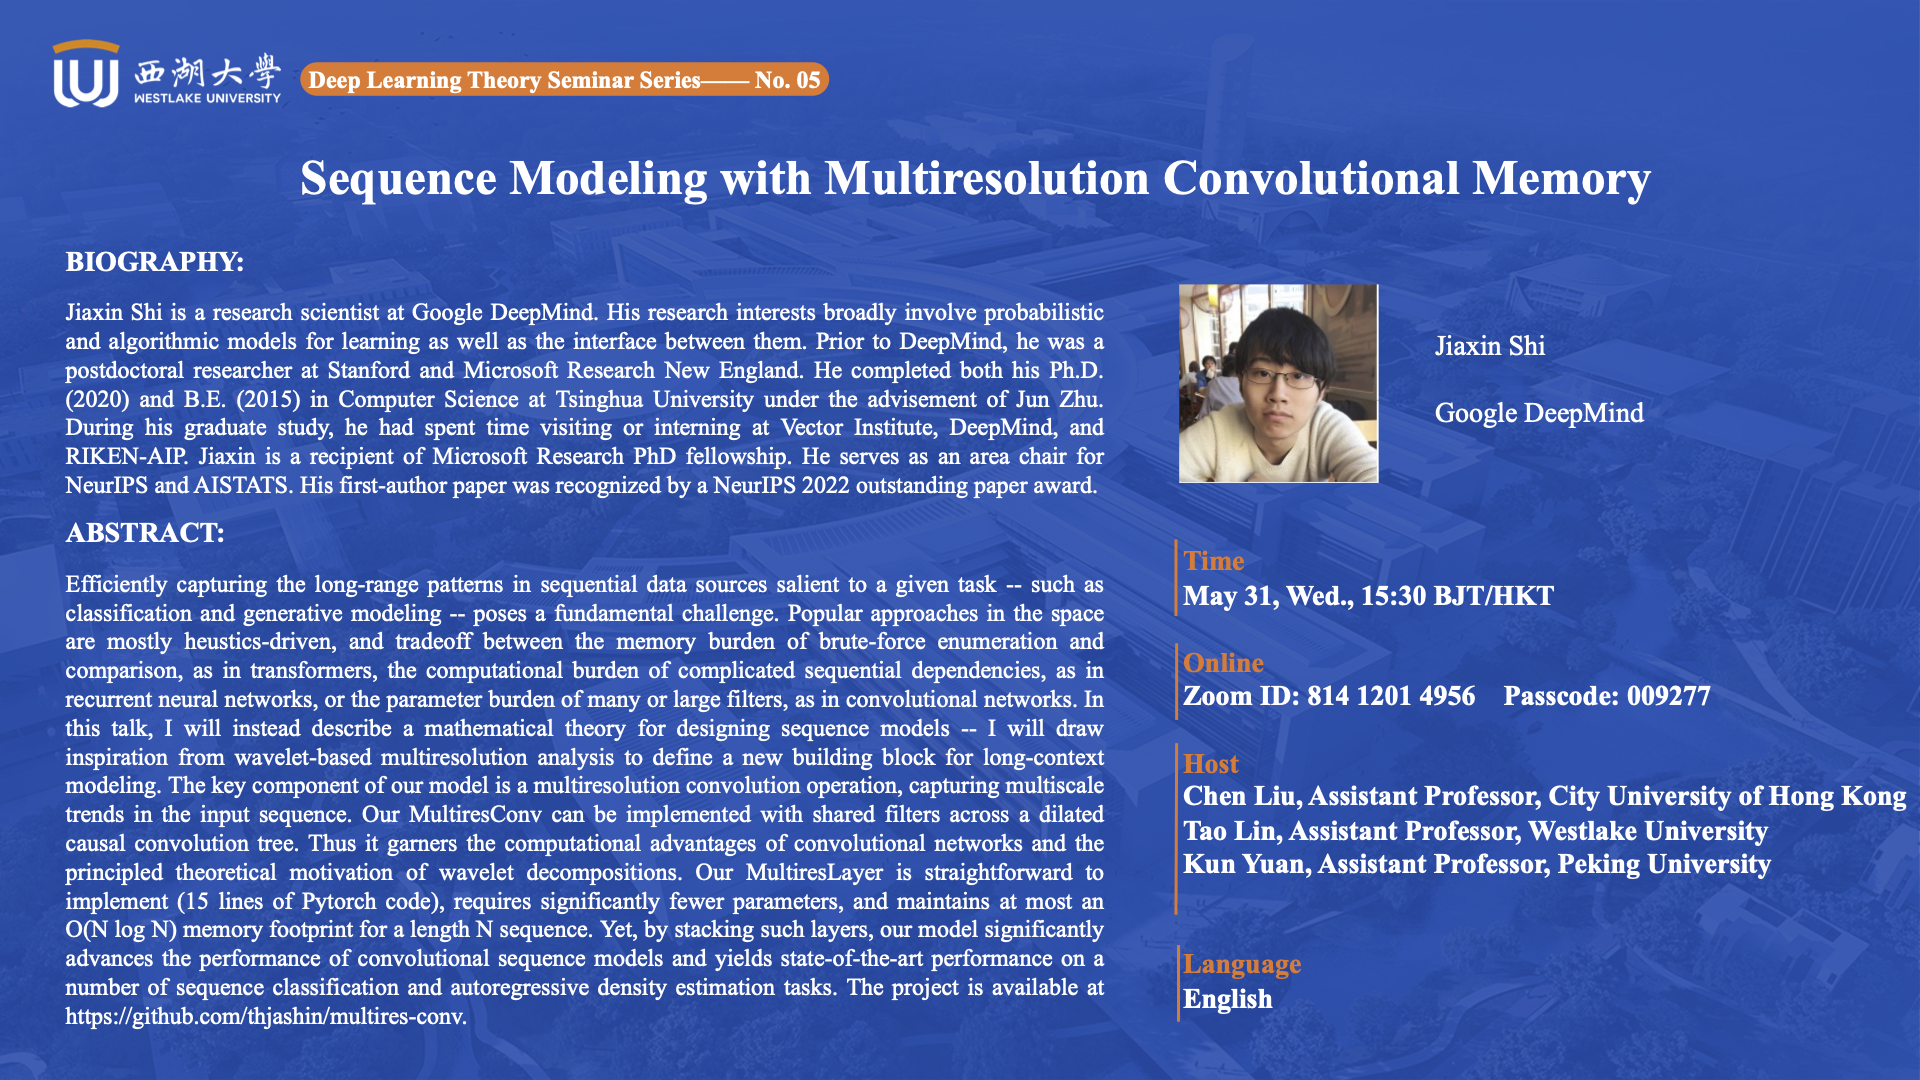 西湖大學
WESTLAKE UNIVERSITY
Deep Learning Theory Seminar Series—— No. 05
Sequence Modeling with Multiresolution Convolutional Memory
BIOGRAPHY:
Jiaxin Shi is a research scientist at Google DeepMind. His research interests broadly involve probabilistic
and algorithmic models for learning as well as the interface between them. Prior to DeepMind, he was a
postdoctoral researcher at Stanford and Microsoft Research New England. He completed both his Ph.D.
(2020) and B.E. (2015) in Computer Science at Tsinghua University under the advisement of Jun Zhu.
During his graduate study, he had spent time visiting or interning at Vector Institute, DeepMind, and
RIKEN-AIP. Jiaxin is a recipient of Microsoft Research PhD fellowship. He serves as an area chair for
NeurIPS and AISTATS. His first-author paper was recognized by a NeurIPS 2022 outstanding paper award.
ABSTRACT:
Efficiently capturing the long-range patterns in sequential data sources salient to a given task -- such as
classification and generative modeling -- poses a fundamental challenge. Popular approaches in the space
are mostly heustics-driven, and tradeoff between the memory burden of brute-force enumeration and
comparison, as in transformers, the computational burden of complicated sequential dependencies, as in
recurrent neural networks, or the parameter burden of many or large filters, as in convolutional networks. In
this talk, I will instead describe a mathematical theory for designing sequence models -- I will draw
inspiration from wavelet-based multiresolution analysis to define a new building block for long-context
modeling. The key component of our model is a multiresolution convolution operation, capturing multiscale
trends in the input sequence. Our MultiresConv can be implemented with shared filters across a dilated
causal convolution tree. Thus it garners the computational advantages of convolutional networks and the
principled theoretical motivation of wavelet decompositions. Our MultiresLayer is straightforward to
implement (15 lines of Pytorch code), requires significantly fewer parameters, and maintains at most an
O(N log N) memory footprint for a length N sequence. Yet, by stacking such layers, our model significantly
advances the performance of convolutional sequence models and yields state-of-the-art performance on a
number of sequence classification and autoregressive density estimation tasks. The project is available at
https://github.com/thjashin/multires-conv.
Jiaxin Shi
Google DeepMind
Time
May 31, Wed., 15:30 BJT/HKT
Online
Zoom ID: 814 1201 4956 Passcode: 009277
Host
Chen Liu, Assistant Professor, City University of Hong Kong
Tao Lin, Assistant Professor, Westlake University
Kun Yuan, Assistant Professor, Peking University
Language
English